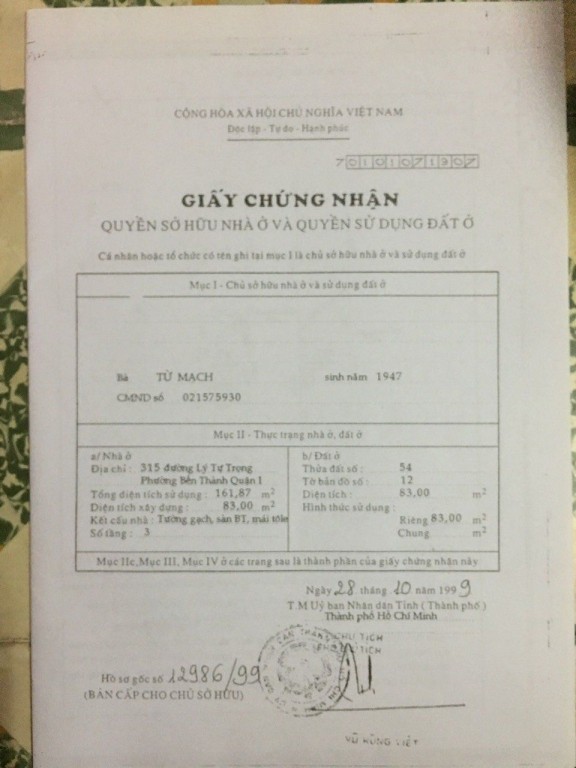 CỘNG HÒA XÃ HỘI CHỦ NGHĨA VIỆT NAM
Độc lập - Tự do - Hạnh phúc
GIẤY CHỨNG NHẬN
QUYỀN SỞ HỮU NHÀ Ở VÀ QUYỀN SỬ DỤNG ĐẤT Ở
Cá nhân hoặc tổ chức có tên ghi tại mục I là chủ sở hữu nhà ở và sử dụng đất ở
Mục I - Chủ sở hữu nhà ở và sử dụng đất ở
Bà TỪ MẠCH sinh năm 1947
CMND số 021575930
Mục II - Thực trạng nhà ở, đất ở
a/ Nhà ở
Địa chỉ : 315 đường Lý Tự Trọng
Phường Bến Thành Quận 1
Tổng diện tích sử dụng : 161,87 m2
Diện tích xây dựng : 83,00 m2
Kết cấu nhà : Tường gạch, sàn BT, mái tôle
Số tầng : 3
b/ Đất ở
Thửa đất số : 54
Tờ bản đồ số : 12
Diện tích : 83,00 m2
Hình thức sử dụng :
Riêng 83,00 m2
Chung m2
Mục IIc, Mục III, Mục IV ở các trang sau là thành phần của giấy chứng nhận này
Ngày 28 tháng 10 năm 1999
T.M Uỷ ban Nhân dân Tỉnh ( Thành phố )
Thành phố Hồ Chí Minh
CHỦ TỊCH
Hồ sơ gốc số 12986/99
(BẢN CẤP CHO CHỦ SỞ HỮU)
VŨ HÙNG VIỆT